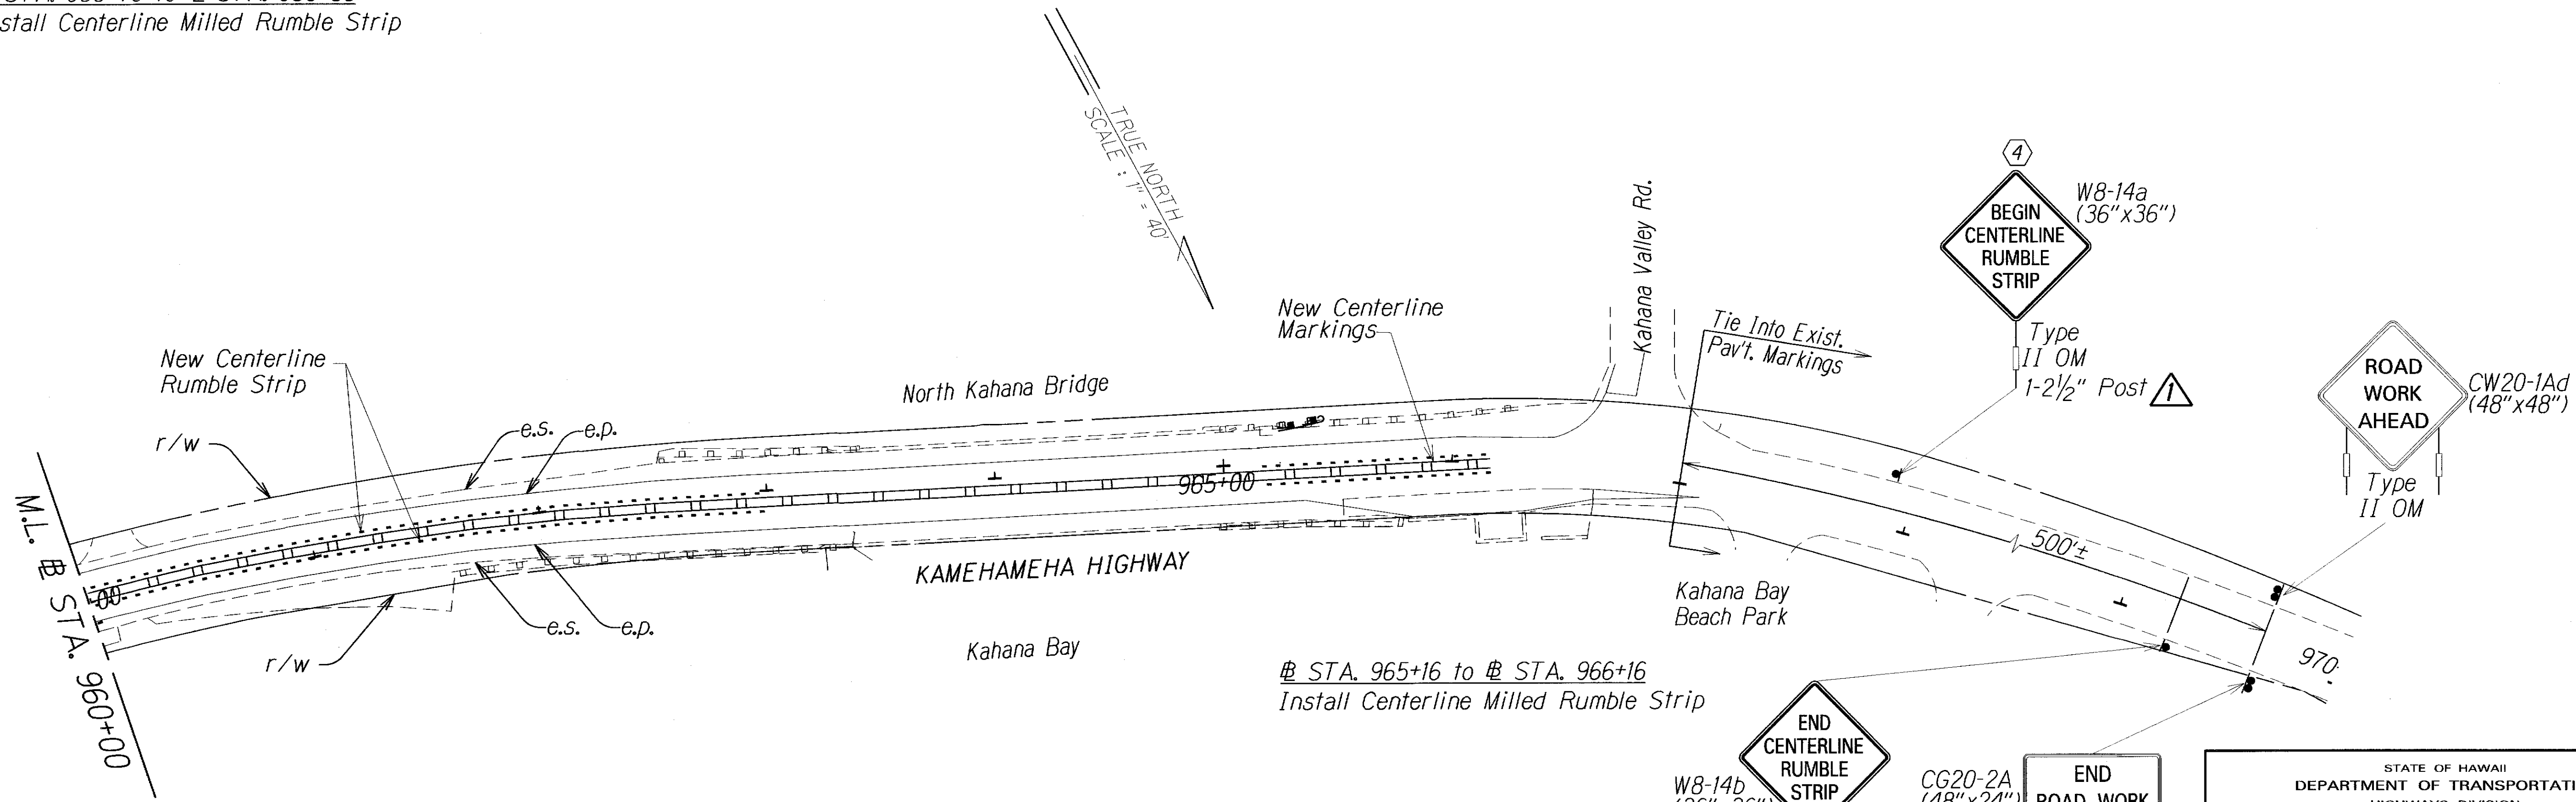 stall Centerline Milled Rumble Strip
TRUE NORTH
SCALE : 1" = 40'
4
BEGIN
CENTERLINE
RUMBLE
STRIP
W8-14a
(36"x36")
Type
II OM
1-2½" Post
1
ROAD
WORK
AHEAD
CW20-1Ad
(48"x48")
Type
II OM
Kahana Valley Rd.
Tie Into Exist.
Pav't. Markings
New Centerline
Markings
New Centerline
Rumble Strip
North Kahana Bridge
r/w
e.s.
e.p.
965+00
KAMEHAMEHA HIGHWAY
500'±
Kahana Bay
Beach Park
e.s.
e.p.
r/w
Kahana Bay
M.L. ⅊ STA. 960+00
00
970
⅊ STA. 965+16 to ⅊ STA. 966+16
Install Centerline Milled Rumble Strip
END
CENTERLINE
RUMBLE
STRIP
W8-14b
CG20-2A
(48"x24")
END
ROAD WORK
STATE OF HAWAII
DEPARTMENT OF TRANSPORTATI